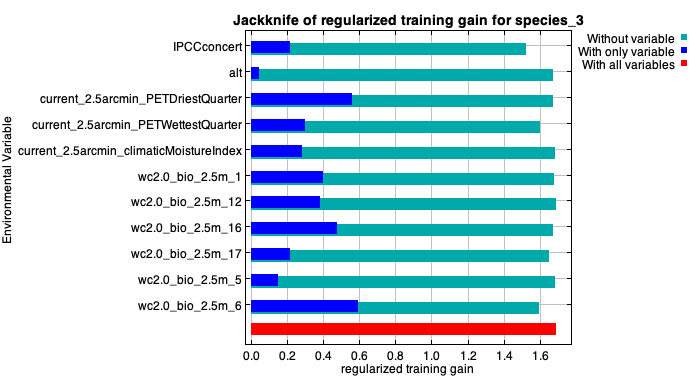 Jackknife of regularized training gain for species_3
Without variable
With only variable
With all variables
Environmental Variable
IPCCconcert
alt
current_2.5arcmin_PETDriestQuarter
current_2.5arcmin_PETWettestQuarter
current_2.5arcmin_climaticMoistureIndex
wc2.0_bio_2.5m_1
wc2.0_bio_2.5m_12
wc2.0_bio_2.5m_16
wc2.0_bio_2.5m_17
wc2.0_bio_2.5m_5
wc2.0_bio_2.5m_6
0.0 0.2 0.4 0.6 0.8 1.0 1.2 1.4 1.6
regularized training gain